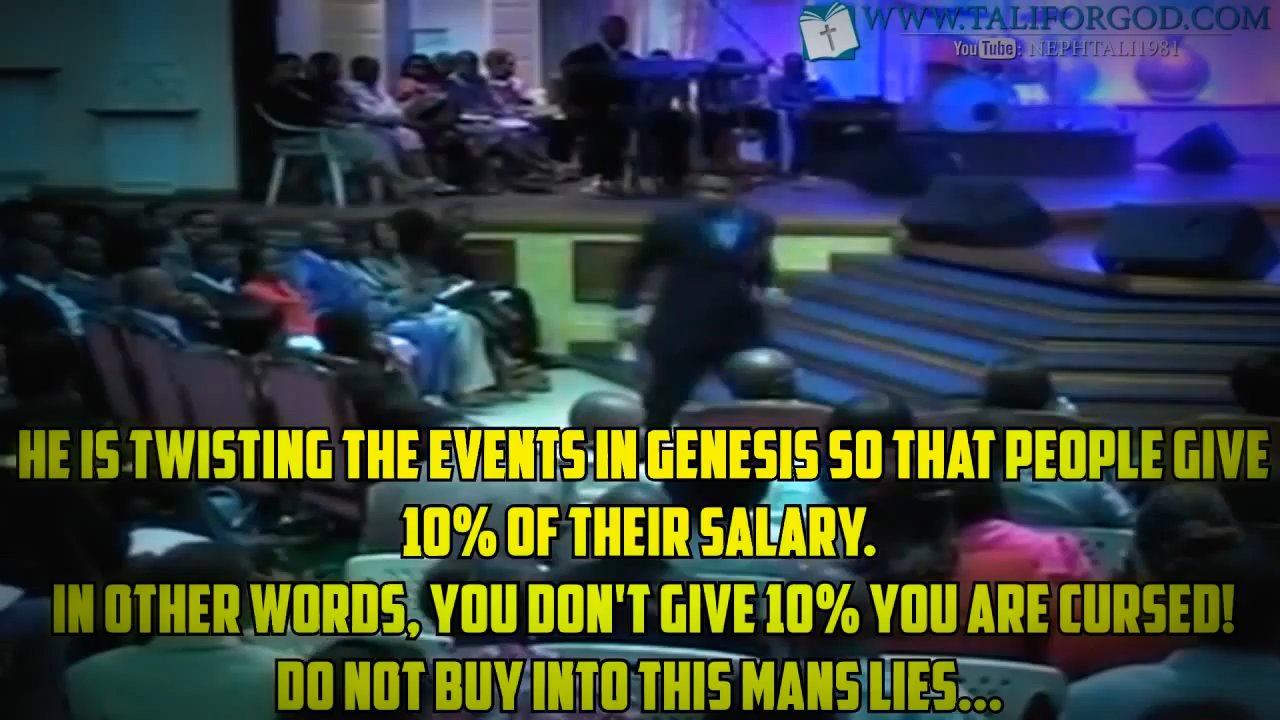 WWW.TALIFORGOD.COM
YouTube: NEPHTALI1981
HE IS TWISTING THE EVENTS IN GENESIS SO THAT PEOPLE GIVE
10% OF THEIR SALARY.
IN OTHER WORDS, YOU DON'T GIVE 10% YOU ARE CURSED!
DO NOT BUY INTO THIS MANS LIES...